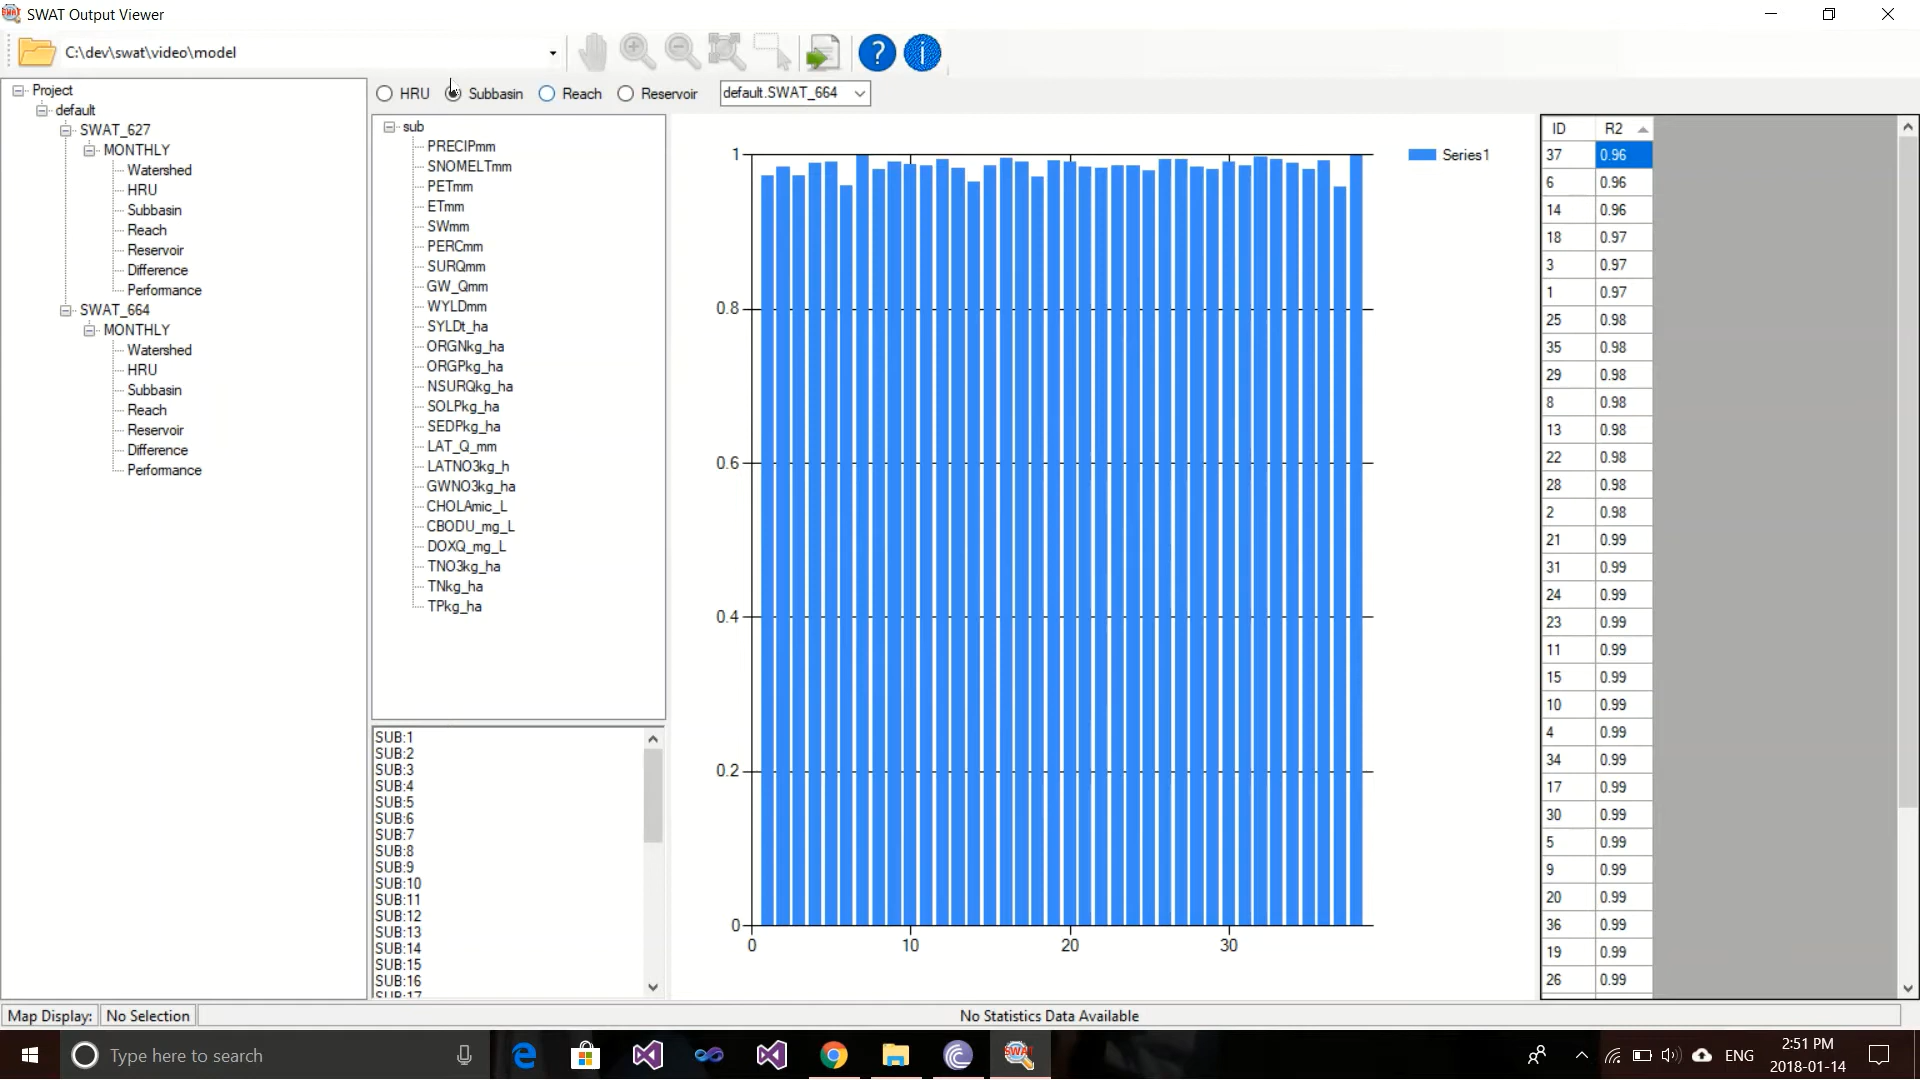 SWAT Output Viewer
C:\dev\swat\video\model
HRU
Subbasin
Reach
Reservoir
default.SWAT_664
Project
default
SWAT_627
MONTHLY
Watershed
HRU
Subbasin
Reach
Reservoir
Difference
Performance
SWAT_664
MONTHLY
Watershed
HRU
Subbasin
Reach
Reservoir
Difference
Performance
sub
PRECIPmm
SNOMELTmm
PETmm
ETmm
SWmm
PERCmm
SURQmm
GW_Qmm
WYLDmm
SYLDt_ha
ORGNkg_ha
ORGPkg_ha
NSURQkg_ha
SOLPkg_ha
SEDPkg_ha
LAT_Q_mm
LATNO3kg_h
GWNO3kg_ha
CHOLAmic_L
CBODU_mg_L
DOXQ_mg_L
TNO3kg_ha
TNkg_ha
TPkg_ha
SUB:1
SUB:2
SUB:3
SUB:4
SUB:5
SUB:6
SUB:7
SUB:8
SUB:9
SUB:10
SUB:11
SUB:12
SUB:13
SUB:14
SUB:15
SUB:16
SUB:17
1
0.8
0.6
0.4
0.2
0
0 10 20 30
Series1
ID R2
37 0.96
6 0.96
14 0.96
18 0.97
3 0.97
1 0.97
25 0.98
35 0.98
29 0.98
8 0.98
13 0.98
22 0.98
28 0.98
2 0.98
21 0.99
31 0.99
24 0.99
23 0.99
11 0.99
15 0.99
10 0.99
4 0.99
34 0.99
17 0.99
30 0.99
5 0.99
9 0.99
20 0.99
36 0.99
19 0.99
26 0.99
Map Display: No Selection
No Statistics Data Available
Type here to search
SWAT
ENG
2:51 PM
2018-01-14